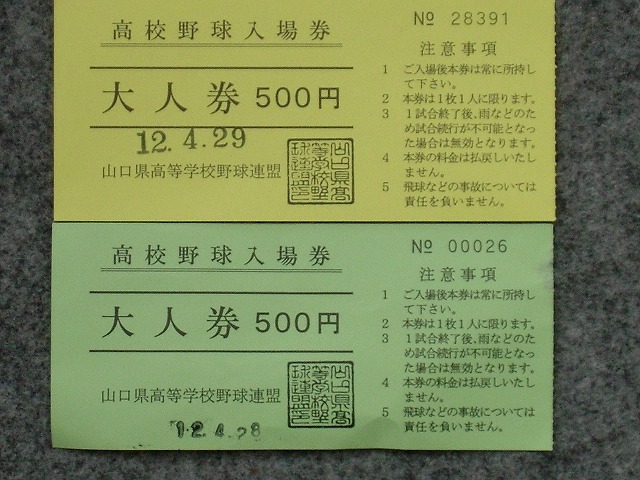 高校野球入場券
大人券 500円
12.4.29
山口県高等学校野球連盟
山口県高
等学校野
球連盟印
№ 28391
注意事項
1 ご入場後本券は常に所持し
て下さい。
2 本券は1枚1人に限ります。
3 1試合終了後、雨などのた
め試合続行が不可能となっ
た場合は無効となります。
4 本券の料金は払戻しいたし
ません。
5 飛球などの事故については
責任を負いません。
高校野球入場券
大人券 500円
山口県高等学校野球連盟
山口県高
等学校野
球連盟印
12.4.28
№ 00026
注意事項
1 ご入場後本券は常に所持し
て下さい。
2 本券は1枚1人に限ります。
3 1試合終了後、雨などのた
め試合続行が不可能となっ
た場合は無効となります。
4 本券の料金は払戻しいたし
ません。
5 飛球などの事故については
責任を負いません。